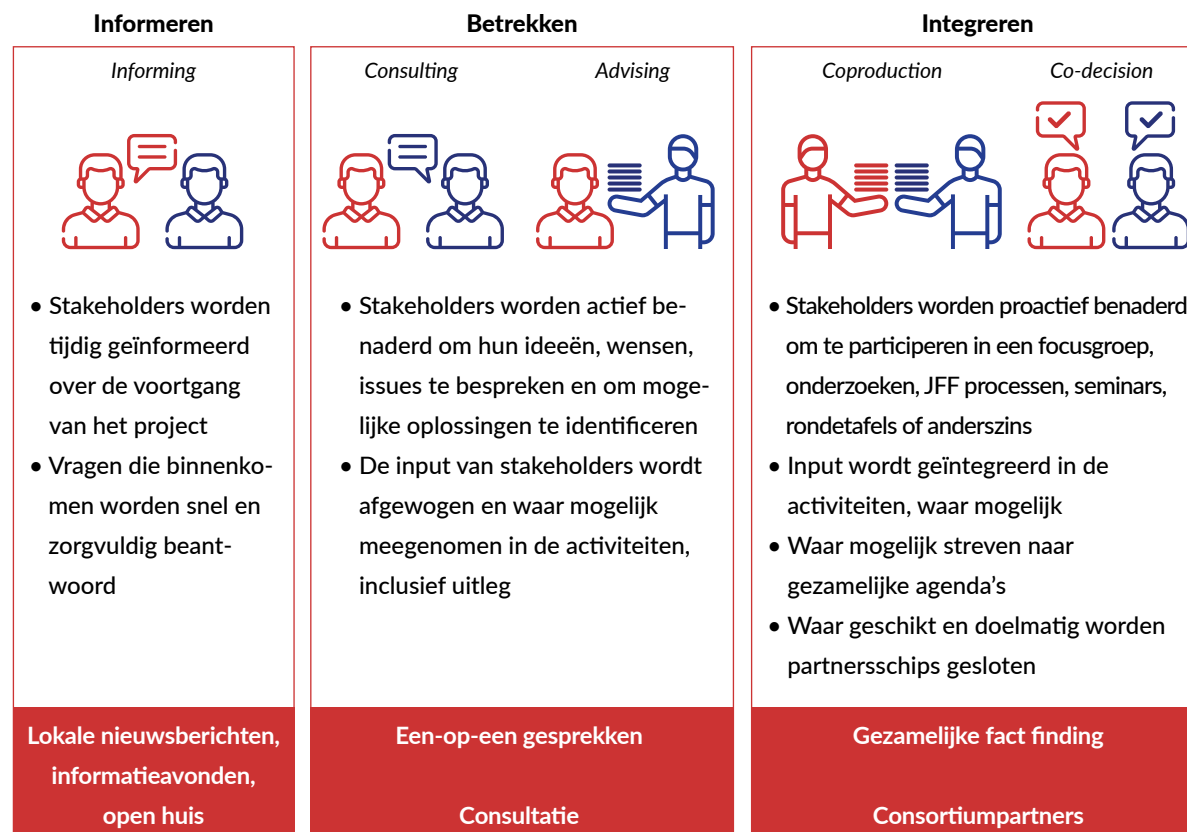 Informeren
Informing
• Stakeholders worden
tijdig geïnformeerd
over de voortgang
van het project
• Vragen die binnenko-
men worden snel en
zorgvuldig beant-
woord
Lokale nieuwsberichten,
informatieavonden,
open huis
Betrekken
Consulting
Advising
• Stakeholders worden actief be-
naderd om hun ideeën, wensen,
issues te bespreken en om moge-
lijke oplossingen te identificeren
• De input van stakeholders wordt
afgewogen en waar mogelijk
meegenomen in de activiteiten,
inclusief uitleg
Een-op-een gesprekken
Consultatie
Integreren
Coproduction
Co-decision
• Stakeholders worden proactief benaderd
om te participeren in een focusgroep,
onderzoeken, JFF processen, seminars,
rondetafels of anderszins
• Input wordt geïntegreerd in de
activiteiten, waar mogelijk
• Waar mogelijk streven naar
gezamelijke agenda’s
• Waar geschikt en doelmatig worden
partnersschips gesloten
Gezamelijke fact finding
Consortiumpartners